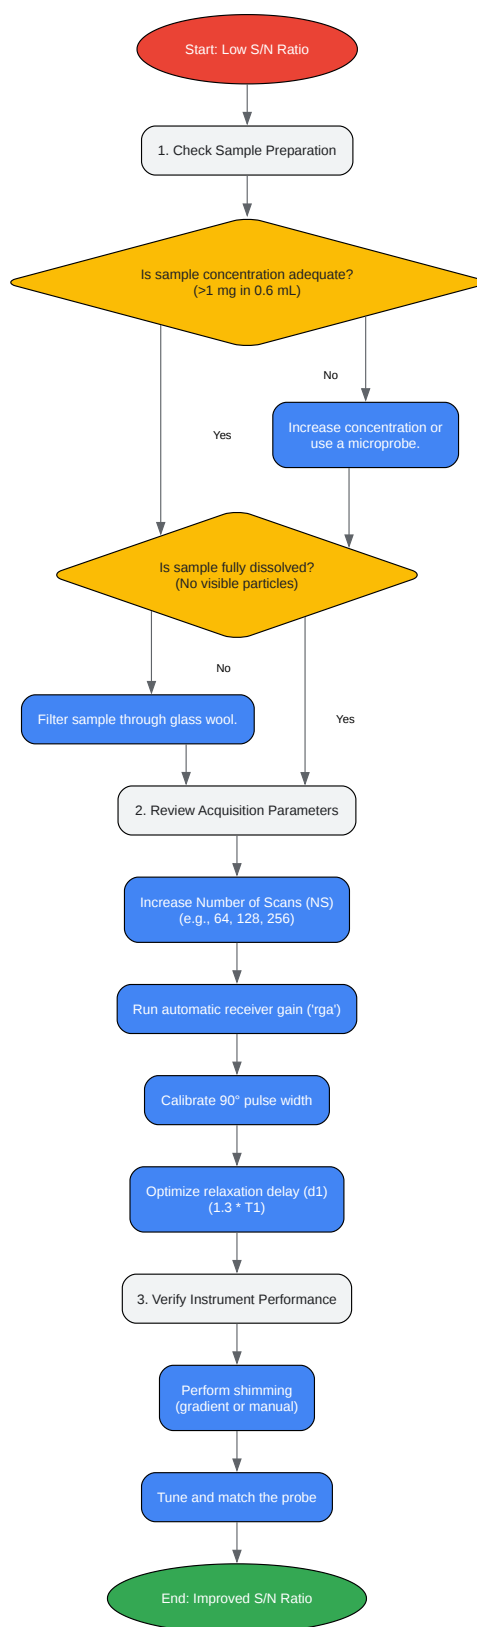 Start: Low S/N Ratio
1. Check Sample Preparation
Is sample concentration adequate?
(>1 mg in 0.6 mL)
No
Increase concentration or
use a microprobe.
Yes
Is sample fully dissolved?
(No visible particles)
No
Filter sample through glass wool.
Yes
2. Review Acquisition Parameters
Increase Number of Scans (NS)
(e.g., 64, 128, 256)
Run automatic receiver gain ('rga')
Calibrate 90° pulse width
Optimize relaxation delay (d1)
(1.3 * T1)
3. Verify Instrument Performance
Perform shimming
(gradient or manual)
Tune and match the probe
End: Improved S/N Ratio